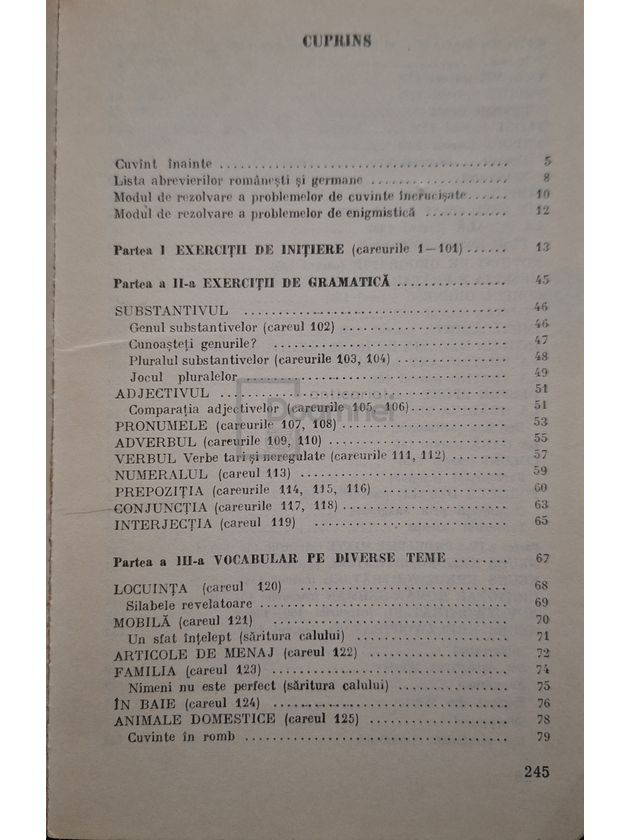 CUPRINS
Cuvînt înainte ........................................ 5
Lista abrevierilor românești și germane .................. 8
Modul de rezolvare a problemelor de cuvinte încrucișate ...... 10
Modul de rezolvare a problemelor de enigmistică ............ 12
Partea I EXERCIȚII DE INIȚIERE (careurile 1—101) ...... 13
Partea a II-a EXERCIȚII DE GRAMATICĂ ................ 45
SUBSTANTIVUL .................................... 46
Genul substantivelor (careul 102) ........................ 46
Cunoașteți genurile? .................................. 47
Pluralul substantivelor (careurile 103, 104) ................ 48
Jocul pluralelor ...................................... 49
ADJECTIVUL ........................................ 51
Comparația adjectivelor (careurile 105, 106) .............. 51
PRONUMELE (careurile 107, 108) ........................ 53
ADVERBUL (careurile 109, 110) .......................... 55
VERBUL Verbe tari și neregulate (careurile 111, 112) ........ 57
NUMERALUL (careul 113) .............................. 59
PREPOZIȚIA (careurile 114, 115, 116) .................. 60
CONJUNCȚIA (careurile 117, 118) ........................ 63
INTERJECȚIA (careul 119) ............................ 65
Partea a III-a VOCABULAR PE DIVERSE TEME ........ 67
LOCUINȚA (careul 120) .............................. 68
Silabele revelatoare .................................... 69
MOBILĂ (careul 121) .................................. 70
Un sfat înțelept (săritura calului) ........................ 71
ARTICOLE DE MENAJ (careul 122) ...................... 72
FAMILIA (careul 123) .................................. 74
Nimeni nu este perfect (săritura calului) .................. 75
ÎN BAIE (careul 124) .................................. 76
ANIMALE DOMESTICE (careul 125) ...................... 78
Cuvinte în romb ...................................... 79
245